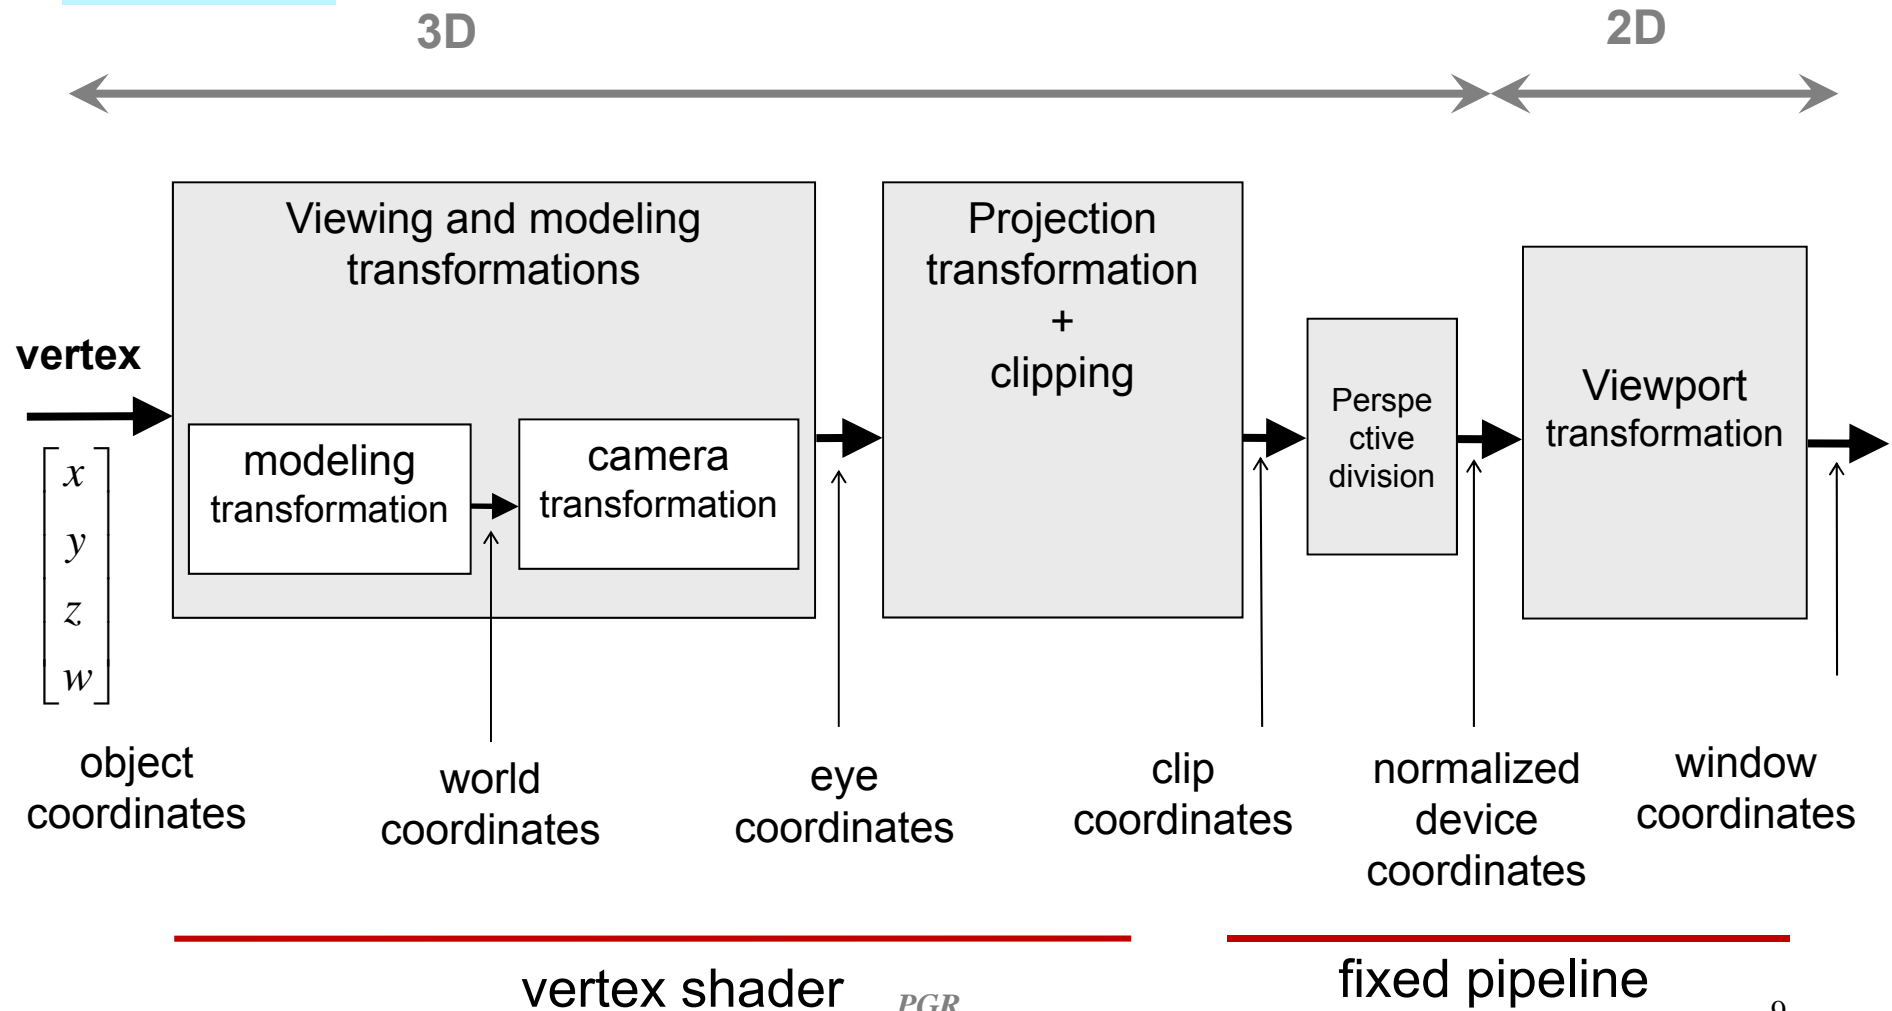 3D
2D
Viewing and modeling
transformations
Projection
transformation
+
clipping
vertex
x
y
z
w
modeling
transformation
camera
transformation
Perspe
ctive
division
Viewport
transformation
object
coordinates
world
coordinates
eye
coordinates
clip
coordinates
normalized
device
coordinates
window
coordinates
vertex shader
PGR
fixed pipeline
9